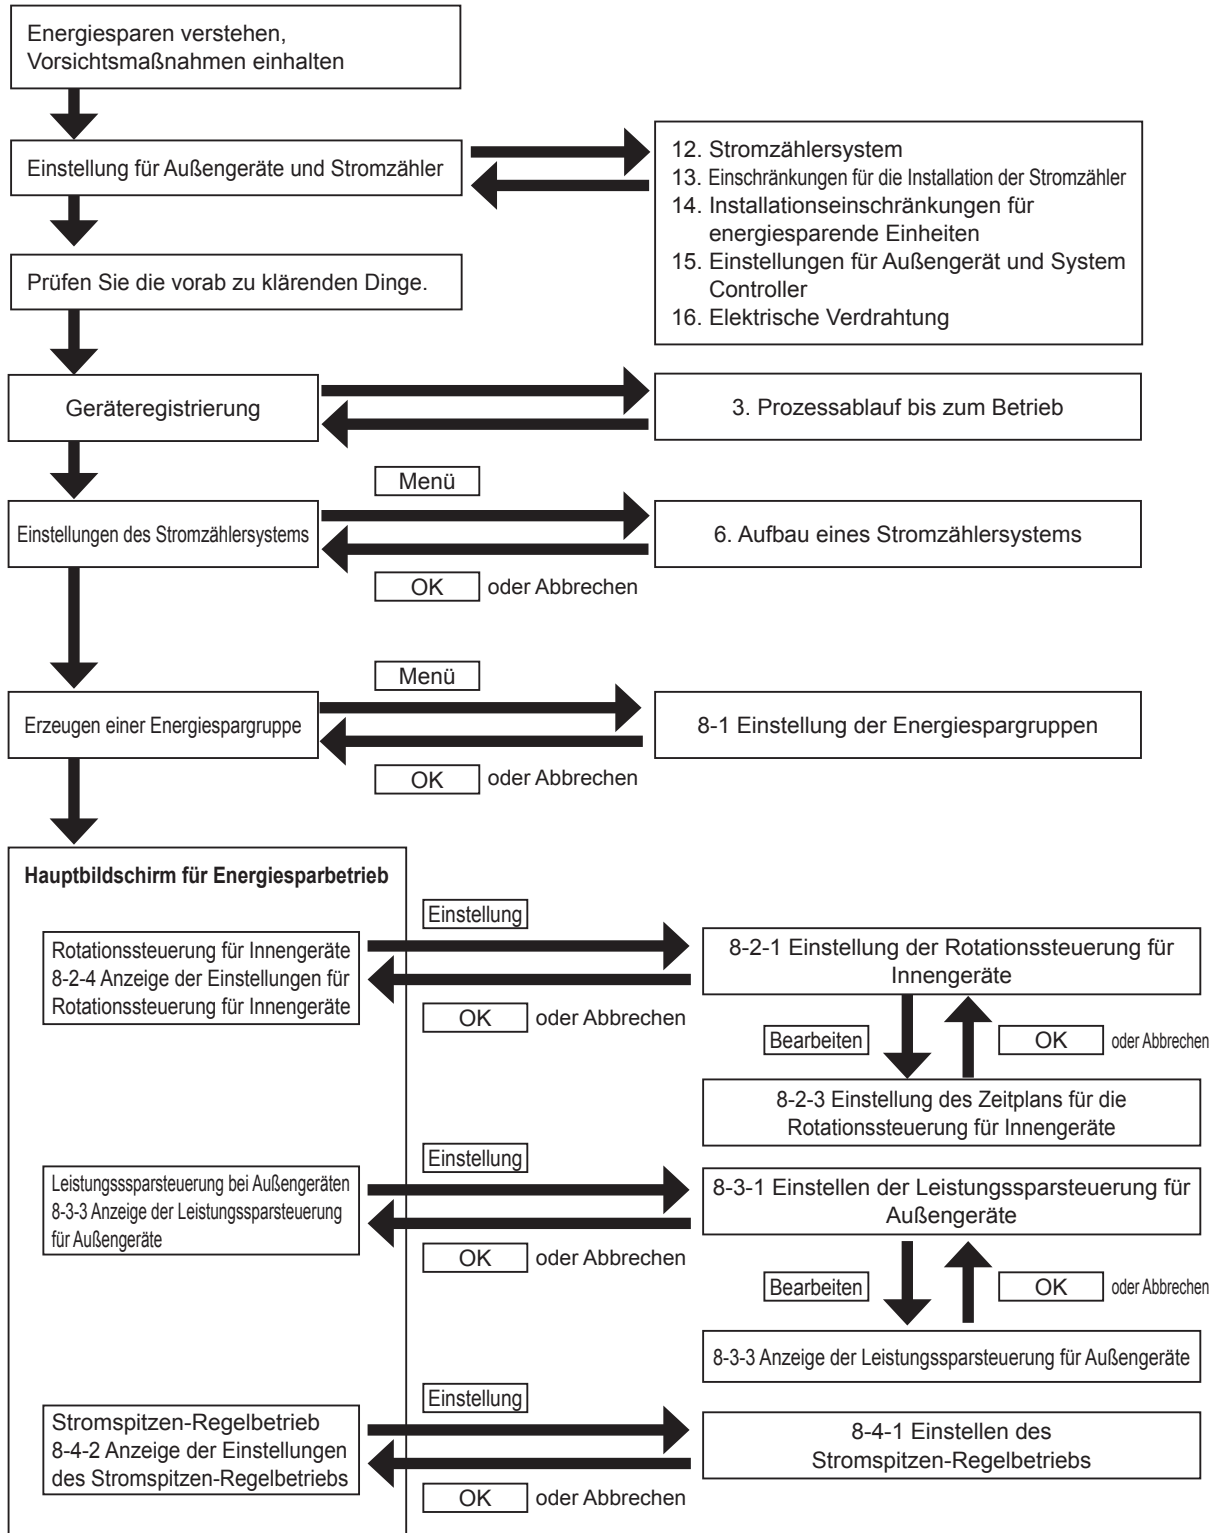 Energiesparen verstehen,
Vorsichtsmaßnahmen einhalten
Einstellung für Außengeräte und Stromzähler
12. Stromzählersystem
13. Einschränkungen für die Installation der Stromzähler
14. Installationseinschränkungen für
energiesparende Einheiten
15. Einstellungen für Außengerät und System
Controller
16. Elektrische Verdrahtung
Prüfen Sie die vorab zu klärenden Dinge.
Geräteregistrierung
3. Prozessablauf bis zum Betrieb
Menü
Einstellungen des Stromzählersystems
6. Aufbau eines Stromzählersystems
OK oder Abbrechen
Menü
Erzeugen einer Energiespargruppe
8-1 Einstellung der Energiespargruppen
OK oder Abbrechen
Hauptbildschirm für Energiesparbetrieb
Einstellung
Rotationssteuerung für Innengeräte
8-2-4 Anzeige der Einstellungen für
Rotationssteuerung für Innengeräte
8-2-1 Einstellung der Rotationssteuerung für
Innengeräte
OK oder Abbrechen
Bearbeiten
OK oder Abbrechen
8-2-3 Einstellung des Zeitplans für die
Rotationssteuerung für Innengeräte
Einstellung
Leistungsssparsteuerung bei Außengeräten
8-3-3 Anzeige der Leistungssparsteuerung
für Außengeräte
8-3-1 Einstellen der Leistungssparsteuerung für
Außengeräte
OK oder Abbrechen
Bearbeiten
OK oder Abbrechen
8-3-3 Anzeige der Leistungssparsteuerung für Außengeräte
Einstellung
Stromspitzen-Regelbetrieb
8-4-2 Anzeige der Einstellungen
des Stromspitzen-Regelbetriebs
8-4-1 Einstellen des
Stromspitzen-Regelbetriebs
OK oder Abbrechen